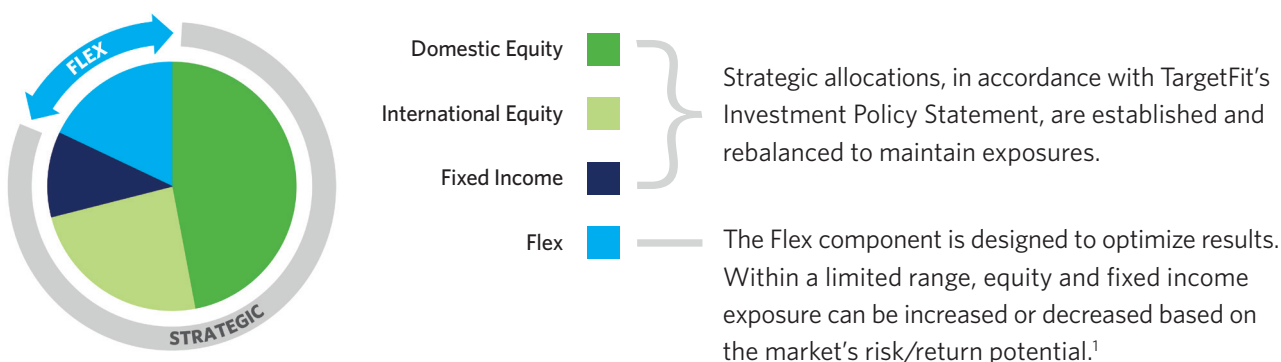 FLEX
STRATEGIC
Domestic Equity
International Equity
Fixed Income
Flex
Strategic allocations, in accordance with TargetFit's
Investment Policy Statement, are established and
rebalanced to maintain exposures.
The Flex component is designed to optimize results.
Within a limited range, equity and fixed income
exposure can be increased or decreased based on
the market's risk/return potential.¹